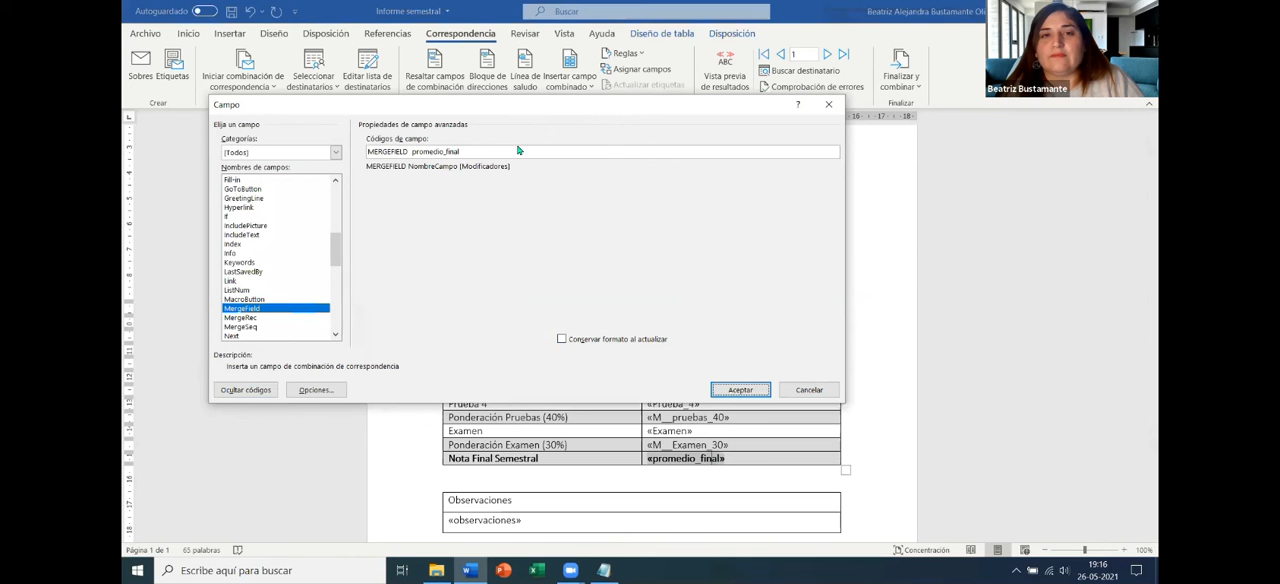 Autoguardado
Informe semestral
Buscar
Beatriz Alejandra Bustamante Oli
Archivo Inicio Insertar Diseño Disposición Referencias Correspondencia Revisar Vista Ayuda Diseño de tabla Disposición
Sobres Etiquetas
Iniciar combinación de correspondencia
Seleccionar destinatarios
Editar lista de destinatarios
Resaltar campos de combinación
Bloque de direcciones
Línea de saludo
Insertar campo combinado
Reglas
Asignar campos
Actualizar etiquetas
ABC
Vista previa de resultados
1
Buscar destinatario
Comprobación de errores
Finalizar y combinar
Crear
Finalizar
Beatriz Bustamante
Campo
?
Elija un campo
Categorías:
(Todos)
Nombres de campos:
Fill-in
GoToButton
GreetingLine
Hyperlink
If
IncludePicture
IncludeText
Index
Info
Keywords
LastSavedBy
Link
ListNum
MacroButton
MergeField
MergeRec
MergeSeq
Next
Propiedades de campo avanzadas
Códigos de campo:
MERGEFIELD promedio_final
MERGEFIELD NombreCampo [Modificadores]
Conservar formato al actualizar
Descripción:
Inserta un campo de combinación de correspondencia
Ocultar códigos
Opciones...
Aceptar
Cancelar
16 17 18
Prueba 4 «Prueba_4»
Ponderación Pruebas (40%) «M__pruebas_40»
Examen «Examen»
Ponderación Examen (30%) «M__Examen_30»
Nota Final Semestral «promedio_final»
Observaciones
«observaciones»
Página 1 de 1 65 palabras
Concentración
100%
Escribe aquí para buscar
19:16
26-05-2021